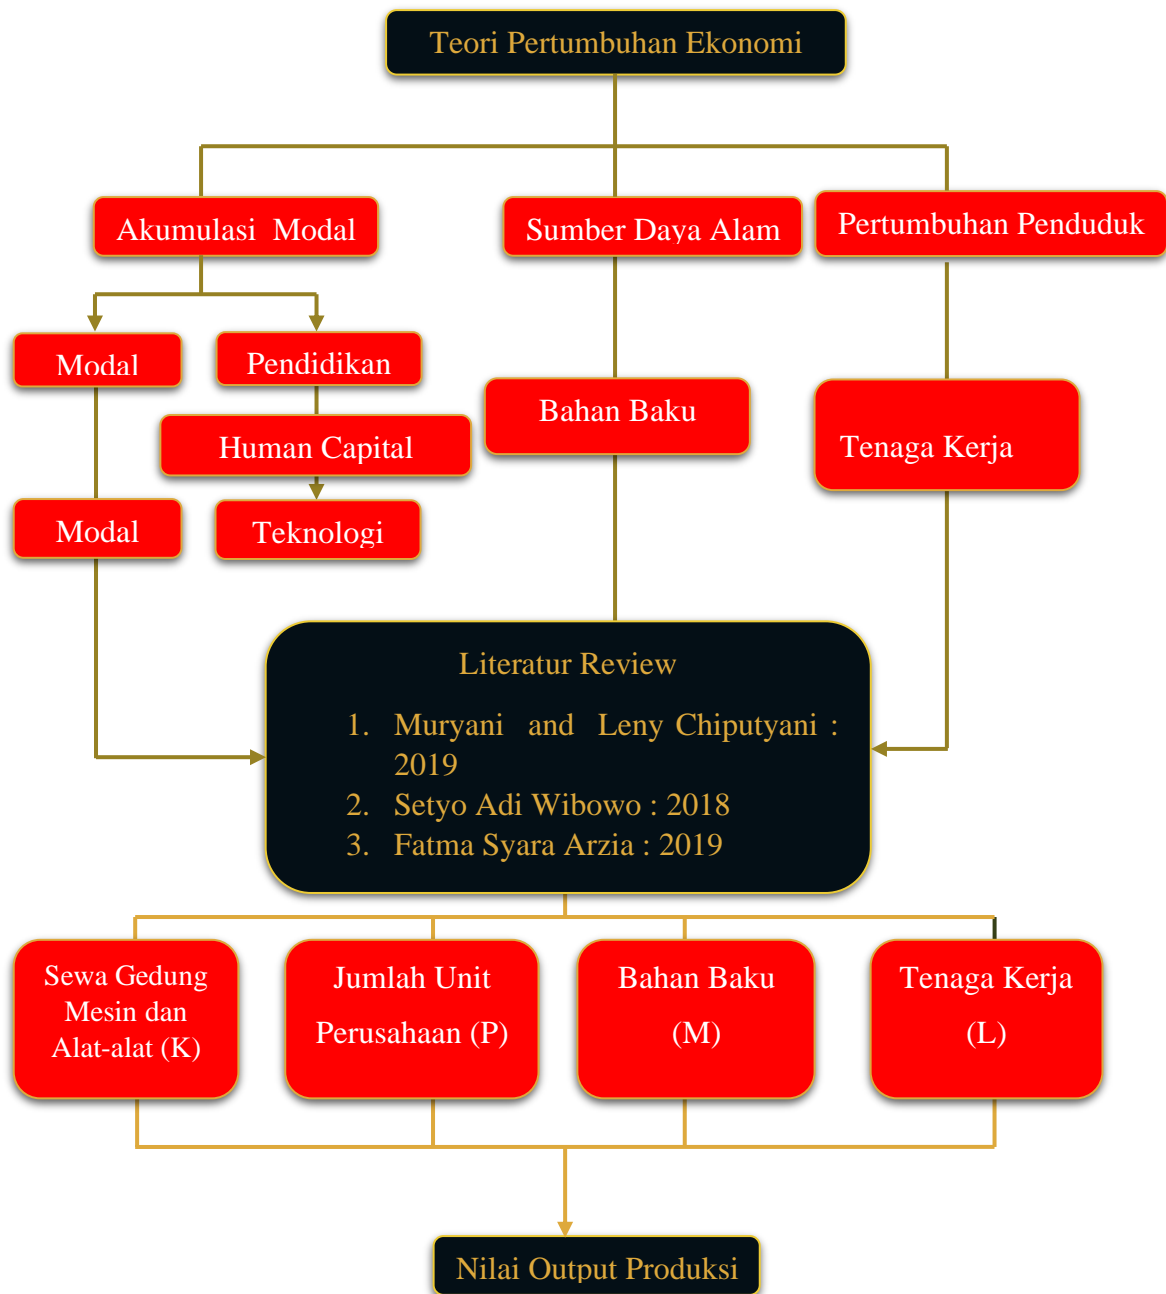 Teori Pertumbuhan Ekonomi
Akumulasi Modal
Sumber Daya Alam
Pertumbuhan Penduduk
Modal
Pendidikan
Bahan Baku
Human Capital
Tenaga Kerja
Modal
Teknologi
Literatur Review
1. Muryani and Leny Chiputyani :
2019
2. Setyo Adi Wibowo : 2018
3. Fatma Syara Arzia : 2019
Sewa Gedung
Mesin dan
Alat-alat (K)
Jumlah Unit
Perusahaan (P)
Bahan Baku
(M)
Tenaga Kerja
(L)
Nilai Output Produksi